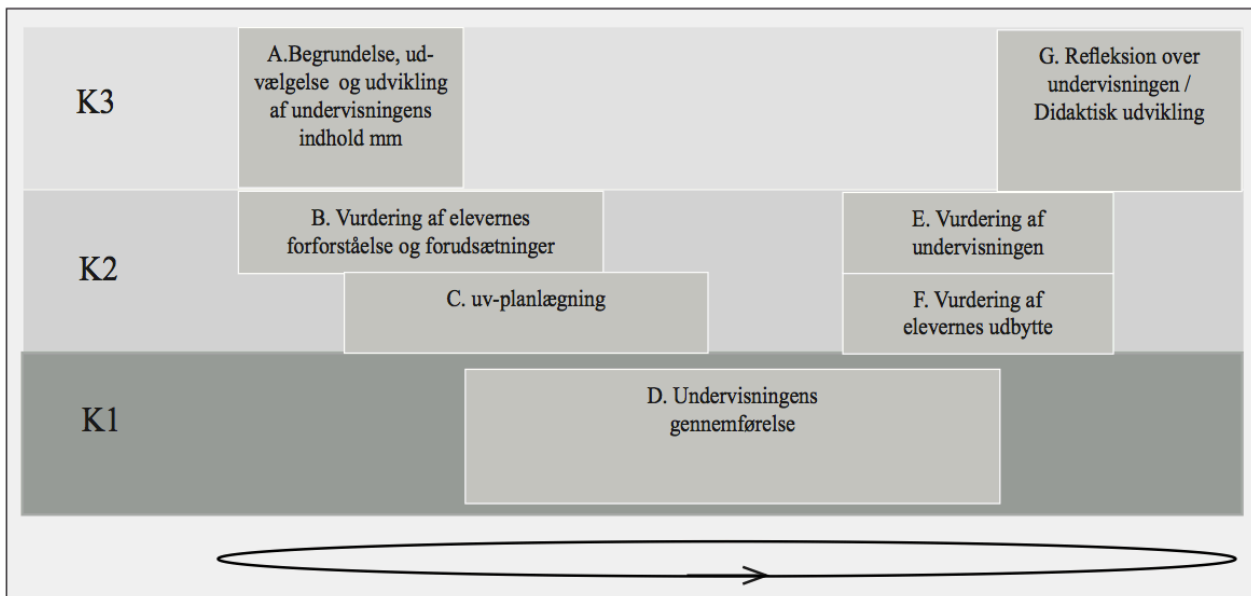 K3
A.Begrundelse, ud-
vælgelse og udvikling
af undervisningens
indhold mm
G. Refleksion over
undervisningen /
Didaktisk udvikling
K2
B. Vurdering af elevernes
forforståelse og forudsætninger
C. uv-planlægning
E. Vurdering af
undervisningen
F. Vurdering af
elevernes udbytte
K1
D. Undervisningens
gennemførelse